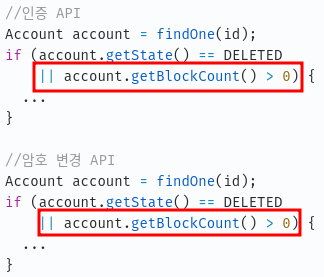 //인증 API
Account account = findOne(id);
if (account.getState() == DELETED
|| account.getBlockCount() > 0) {
...
}
//암호 변경 API
Account account = findOne(id);
if (account.getState() == DELETED
|| account.getBlockCount() > 0) {
...
}